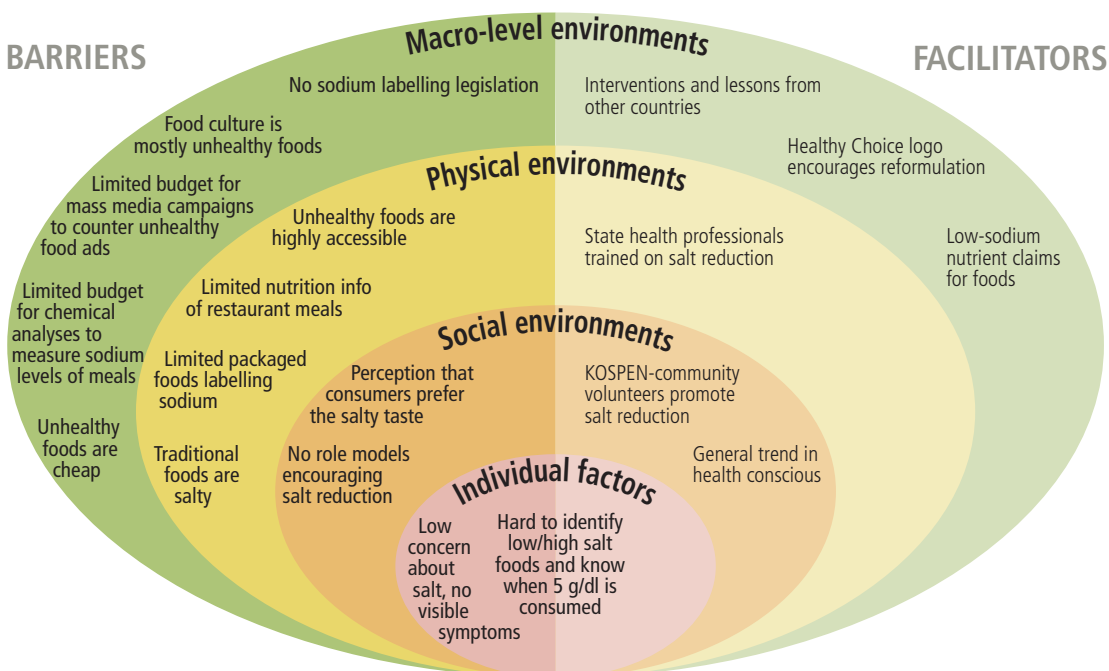 BARRIERS
FACILITATORS
Macro-level environments
No sodium labelling legislation
Food culture is
mostly unhealthy foods
Limited budget for
mass media campaigns
to counter unhealthy
food ads
Limited budget
for chemical
analyses to
measure sodium
levels of meals
Unhealthy
foods are
cheap
Interventions and lessons from
other countries
Healthy Choice logo
encourages reformulation
Low-sodium
nutrient claims
for foods
Physical environments
Unhealthy foods are
highly accessible
Limited nutrition info
of restaurant meals
Limited packaged
foods labelling
sodium
Traditional
foods are
salty
State health professionals
trained on salt reduction
Social environments
Perception that
consumers prefer
the salty taste
No role models
encouraging
salt reduction
KOSPEN-community
volunteers promote
salt reduction
General trend in
health conscious
Individual factors
Low
concern
about
salt, no
visible
symptoms
Hard to identify
low/high salt
foods and know
when 5 g/dl is
consumed